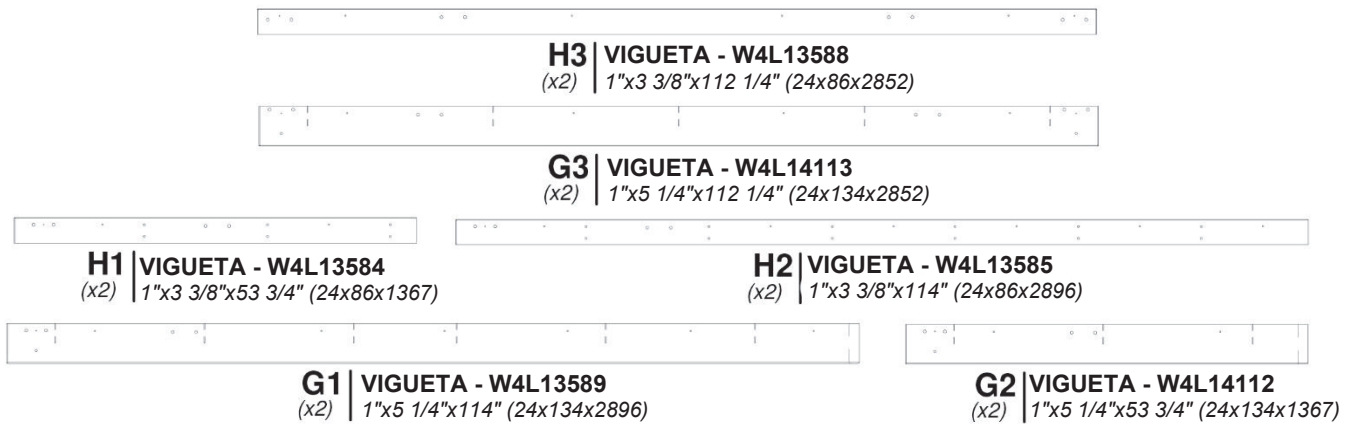 H3 VIGUETA - W4L13588
(x2) 1"x3 3/8"x112 1/4" (24x86x2852)
G3 VIGUETA - W4L14113
(x2) 1"x5 1/4"x112 1/4" (24x134x2852)
H1 VIGUETA - W4L13584
(x2) 1"x3 3/8"x53 3/4" (24x86x1367)
H2 VIGUETA - W4L13585
(x2) 1"x3 3/8"x114" (24x86x2896)
G1 VIGUETA - W4L13589
(x2) 1"x5 1/4"x114" (24x134x2896)
G2 VIGUETA - W4L14112
(x2) 1"x5 1/4"x53 3/4" (24x134x1367)